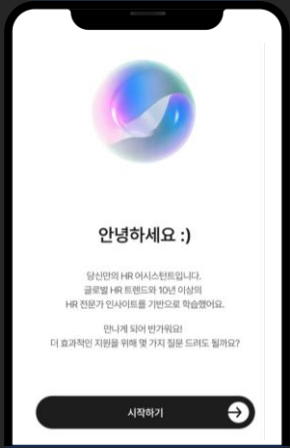 안녕하세요 :)
당신만의 HR 어시스턴트입니다.
글로벌 HR 트렌드와 10년 이상의
HR 전문가 인사이트를 기반으로 학습했어요.
만나게 되어 반가워요!
더 효과적인 지원을 위해 몇 가지 질문 드려도 될까요?
시작하기